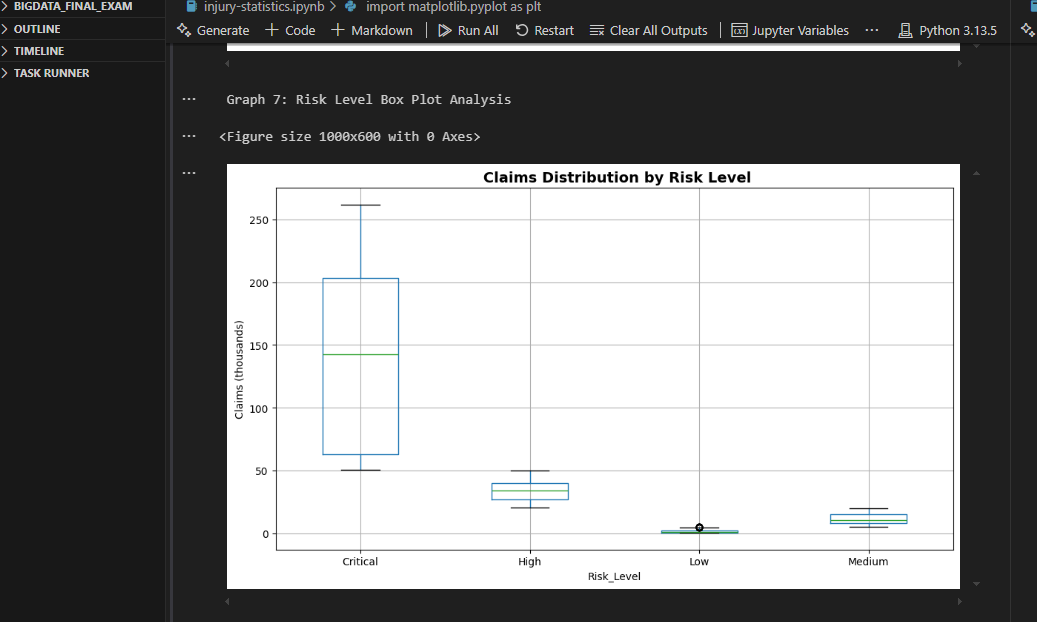 BIGDATA_FINAL_EXAM
OUTLINE
TIMELINE
TASK RUNNER
injury-statistics.ipynb > import matplotlib.pyplot as plt
Generate + Code + Markdown Run All Restart Clear All Outputs Jupyter Variables ··· Python 3.13.5
··· Graph 7: Risk Level Box Plot Analysis
··· <Figure size 1000x600 with 0 Axes>
···
Claims Distribution by Risk Level
Claims (thousands)
250
200
150
100
50
0
Critical High Low Medium
Risk_Level